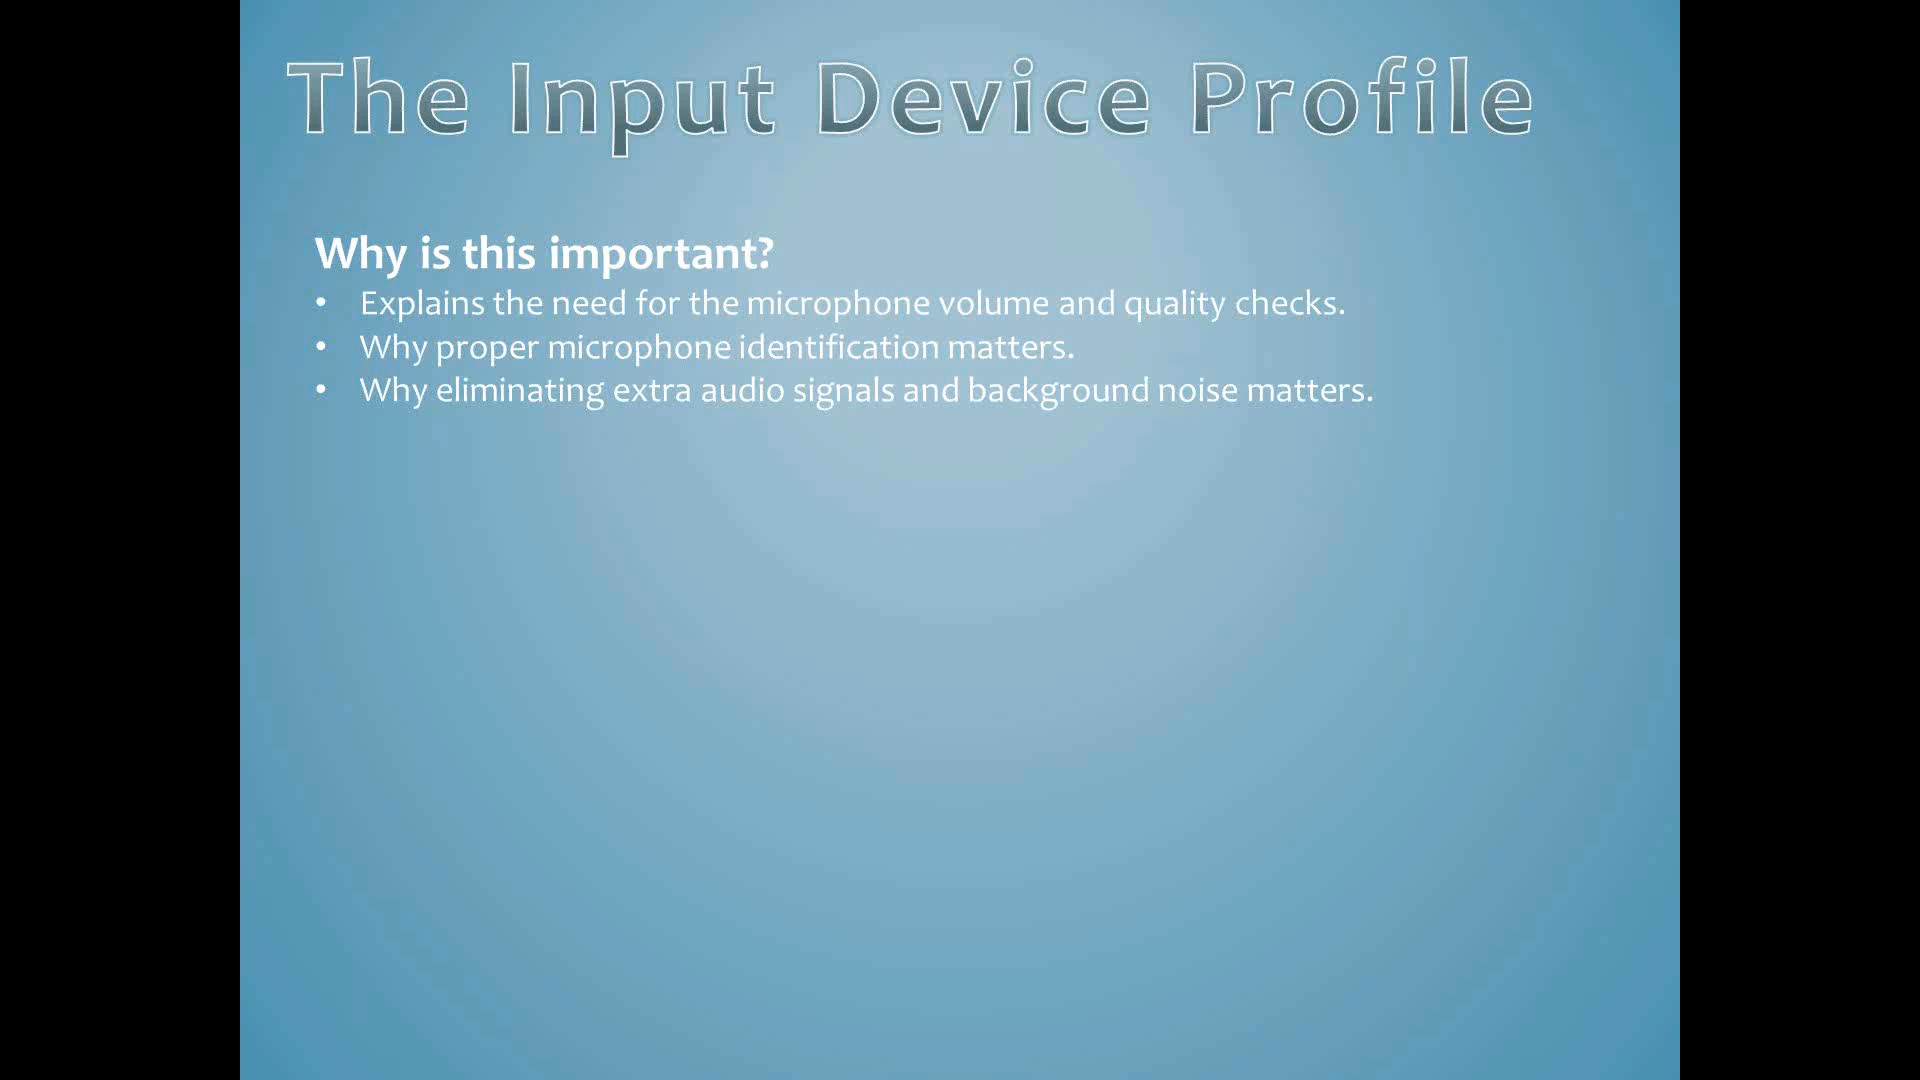 The Input Device Profile
Why is this important?
• Explains the need for the microphone volume and quality checks.
• Why proper microphone identification matters.
• Why eliminating extra audio signals and background noise matters.